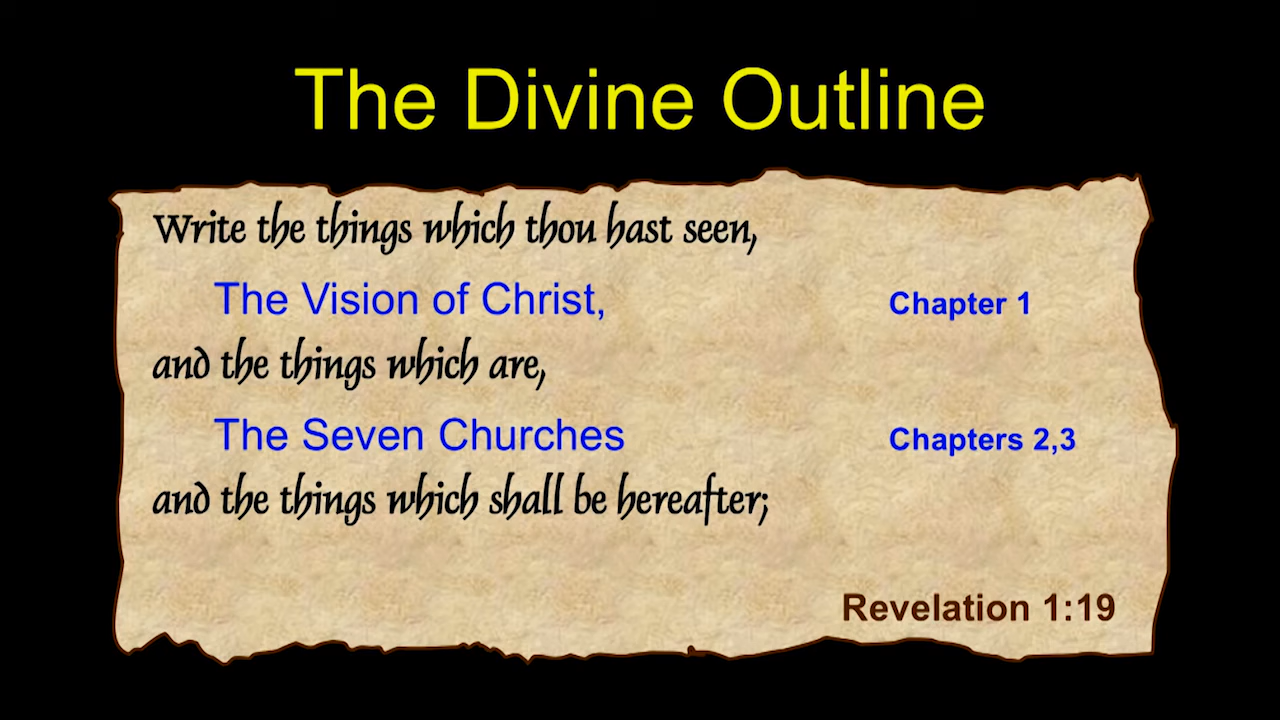 The Divine Outline
Write the things which thou hast seen,
The Vision of Christ, Chapter 1
and the things which are,
The Seven Churches Chapters 2,3
and the things which shall be hereafter;
Revelation 1:19